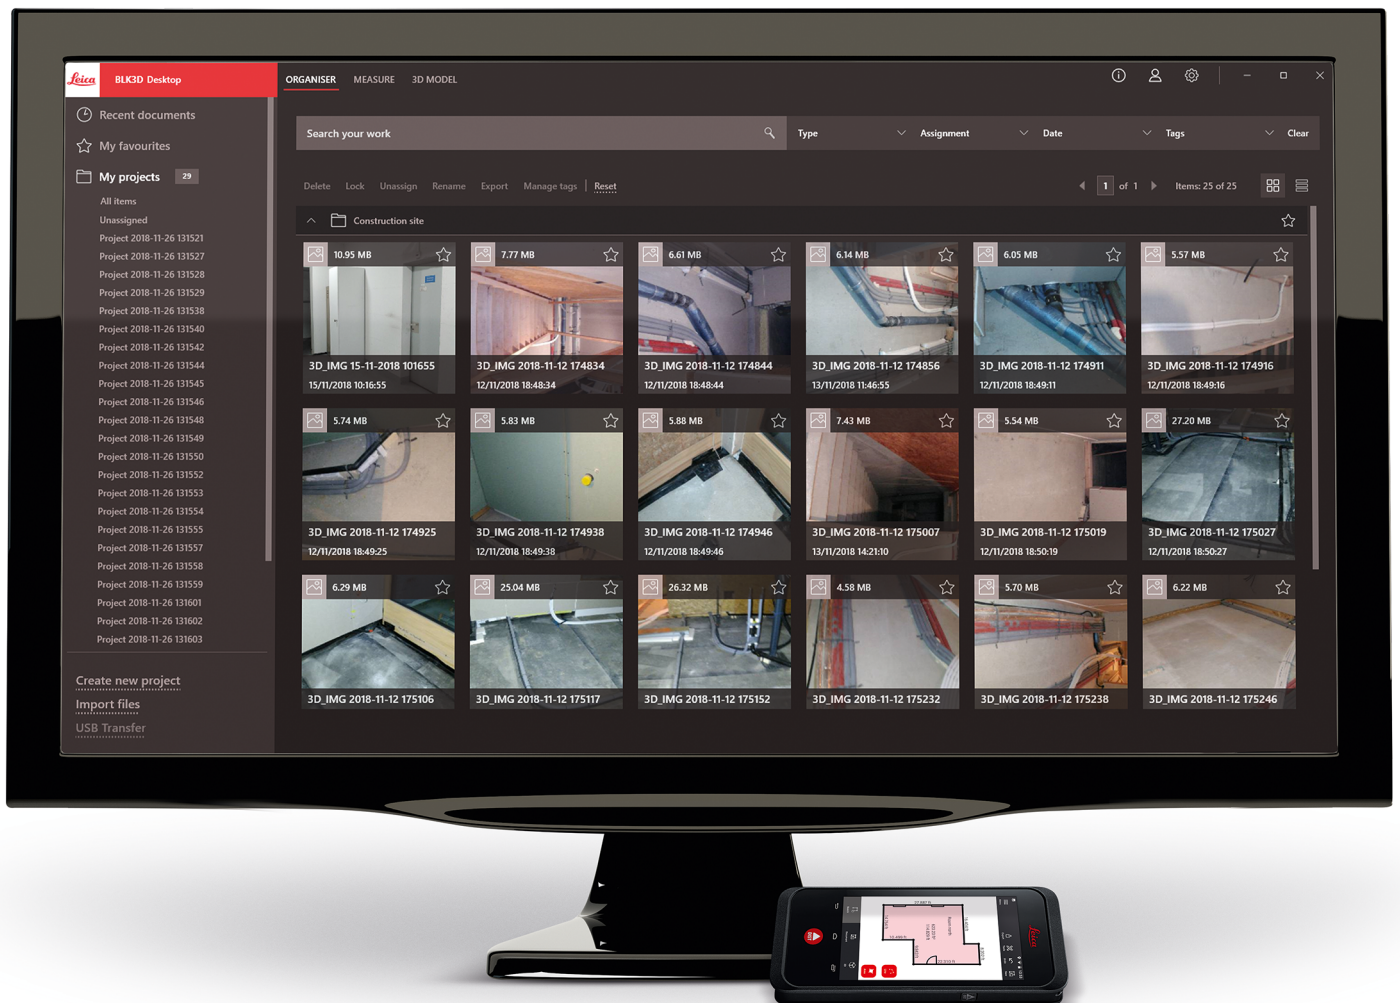 Leica
BLK3D Desktop
ORGANISER
MEASURE
3D MODEL
Recent documents
My favourites
My projects 29
All items
Unassigned
Project 2018-11-26 131521
Project 2018-11-26 131527
Project 2018-11-26 131528
Project 2018-11-26 131529
Project 2018-11-26 131538
Project 2018-11-26 131540
Project 2018-11-26 131542
Project 2018-11-26 131544
Project 2018-11-26 131545
Project 2018-11-26 131546
Project 2018-11-26 131548
Project 2018-11-26 131549
Project 2018-11-26 131550
Project 2018-11-26 131552
Project 2018-11-26 131553
Project 2018-11-26 131554
Project 2018-11-26 131555
Project 2018-11-26 131557
Project 2018-11-26 131558
Project 2018-11-26 131559
Project 2018-11-26 131601
Project 2018-11-26 131602
Project 2018-11-26 131603
Create new project
Import files
USB Transfer
Search your work
Type
Assignment
Date
Tags
Clear
Delete Lock Unassign Rename Export Manage tags Reset
1 of 1
Items: 25 of 25
Construction site
10.95 MB
3D_IMG 15-11-2018 101655
15/11/2018 10:16:55
7.77 MB
3D_IMG 2018-11-12 174834
12/11/2018 18:48:34
6.61 MB
3D_IMG 2018-11-12 174844
12/11/2018 18:48:44
6.14 MB
3D_IMG 2018-11-12 174856
13/11/2018 11:46:55
6.05 MB
3D_IMG 2018-11-12 174911
12/11/2018 18:49:11
5.57 MB
3D_IMG 2018-11-12 174916
12/11/2018 18:49:16
5.74 MB
3D_IMG 2018-11-12 174925
12/11/2018 18:49:25
5.83 MB
3D_IMG 2018-11-12 174938
12/11/2018 18:49:38
5.88 MB
3D_IMG 2018-11-12 174946
12/11/2018 18:49:46
7.43 MB
3D_IMG 2018-11-12 175007
13/11/2018 14:21:10
5.54 MB
3D_IMG 2018-11-12 175019
12/11/2018 18:50:19
27.20 MB
3D_IMG 2018-11-12 175027
12/11/2018 18:50:27
6.29 MB
3D_IMG 2018-11-12 175106
25.04 MB
3D_IMG 2018-11-12 175117
26.32 MB
3D_IMG 2018-11-12 175152
4.58 MB
3D_IMG 2018-11-12 175232
5.70 MB
3D_IMG 2018-11-12 175238
6.22 MB
3D_IMG 2018-11-12 175246
Leica